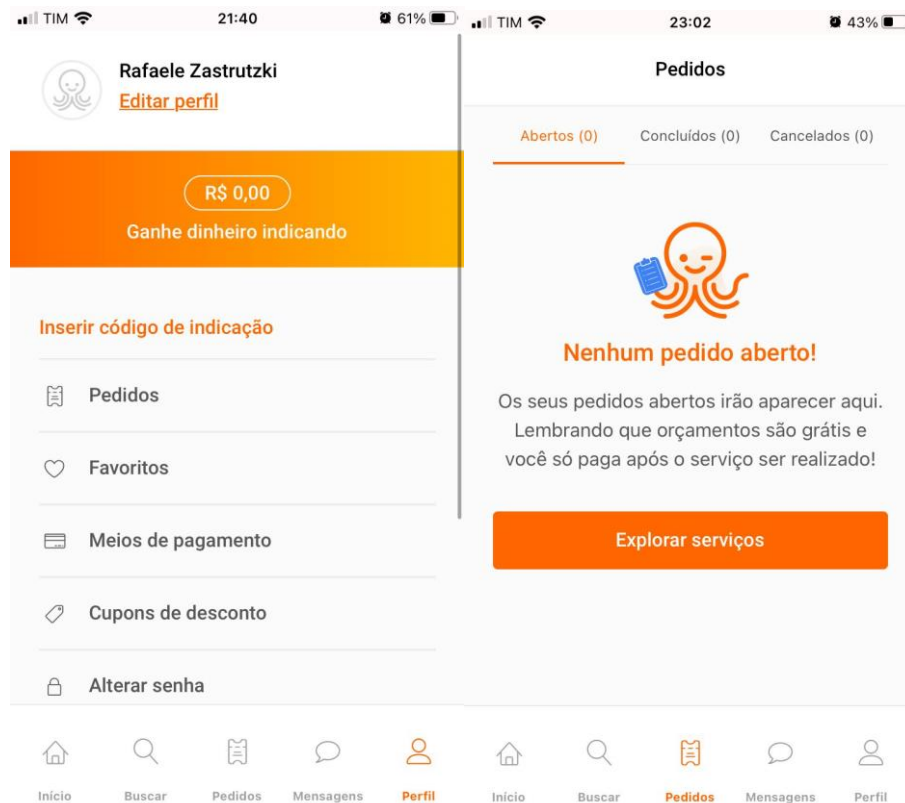 TIM
21:40
61%
Rafaele Zastrutzki
Editar perfil
R$ 0,00
Ganhe dinheiro indicando
Inserir código de indicação
Pedidos
Favoritos
Meios de pagamento
Cupons de desconto
Alterar senha
Início Buscar Pedidos Mensagens Perfil
TIM
23:02
43%
Pedidos
Abertos (0) Concluídos (0) Cancelados (0)
Nenhum pedido aberto!
Os seus pedidos abertos irão aparecer aqui.
Lembrando que orçamentos são grátis e
você só paga após o serviço ser realizado!
Explorar serviços
Início Buscar Pedidos Mensagens Perfil